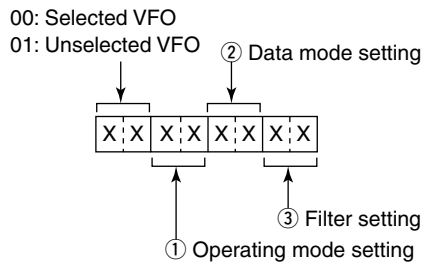 00: Selected VFO
01: Unselected VFO
② Data mode setting
X X X X X X X X
③ Filter setting
① Operating mode setting